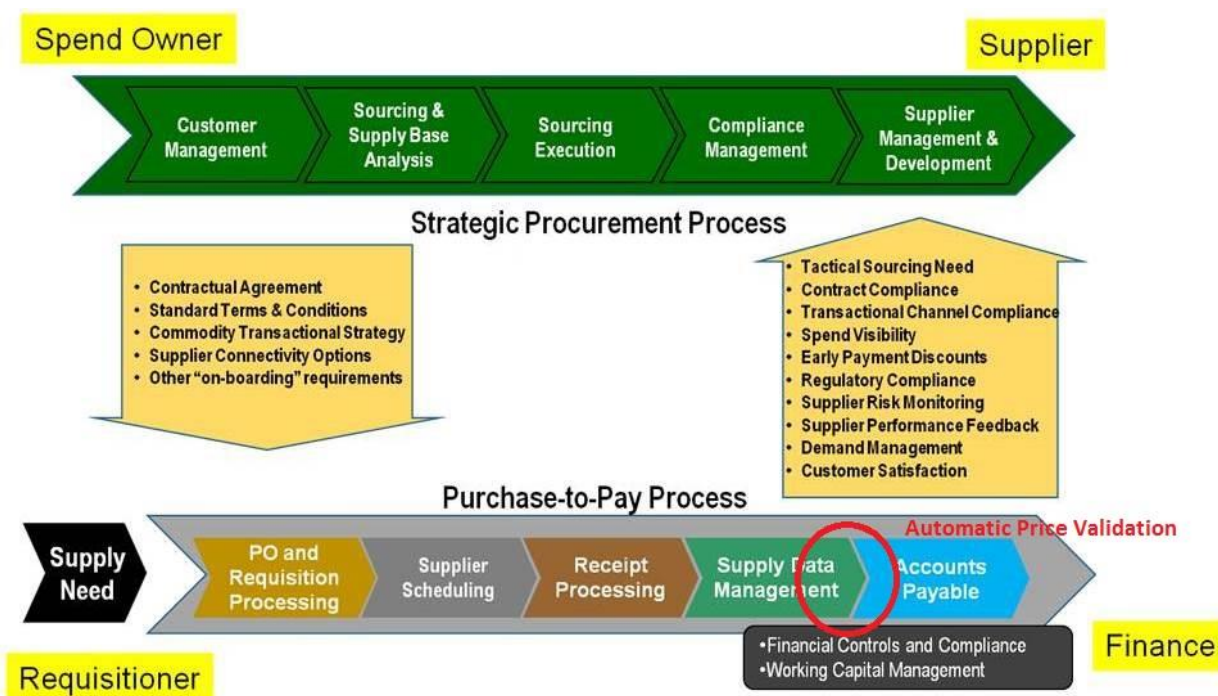 Spend Owner
Supplier
Customer
Management
Sourcing &
Supply Base
Analysis
Sourcing
Execution
Compliance
Management
Supplier
Management &
Development
Strategic Procurement Process
• Contractual Agreement
• Standard Terms & Conditions
• Commodity Transactional Strategy
• Supplier Connectivity Options
• Other “on-boarding” requirements
• Tactical Sourcing Need
• Contract Compliance
• Transactional Channel Compliance
• Spend Visibility
• Early Payment Discounts
• Regulatory Compliance
• Supplier Risk Monitoring
• Supplier Performance Feedback
• Demand Management
• Customer Satisfaction
Purchase-to-Pay Process
Automatic Price Validation
Supply
Need
PO and
Requisition
Processing
Supplier
Scheduling
Receipt
Processing
Supply Data
Management
Accounts
Payable
•Financial Controls and Compliance
•Working Capital Management
Requisitioner
Finance